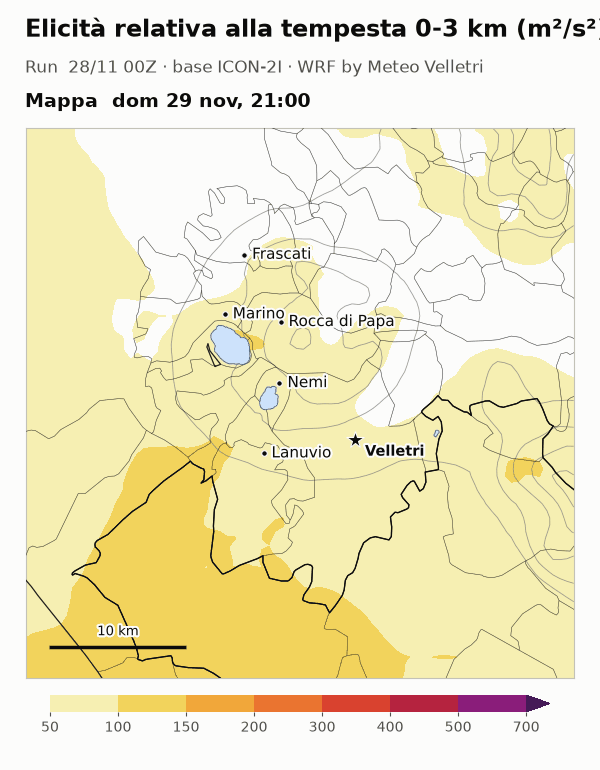 Elicità relativa alla tempesta 0-3 km (m²/s²)
Run 28/11 00Z · base ICON-2I · WRF by Meteo Velletri
Mappa dom 29 nov, 21:00
Frascati
Marino
Rocca di Papa
Nemi
Velletri
Lanuvio
10 km
50 100 150 200 300 400 500 700